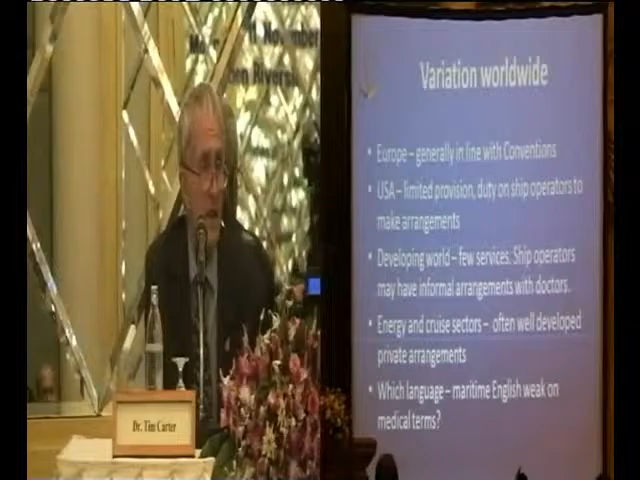 November
Variation worldwide
• Europe – generally in line with Conventions
• USA – limited provision, duty on ship operators to
make arrangements
• Developing world – few services. Ship operators
may have informal arrangements with doctors.
• Energy and cruise sectors – often well developed
private arrangements
• Which language – maritime English weak on
medical terms?
Dr. Tim Carter